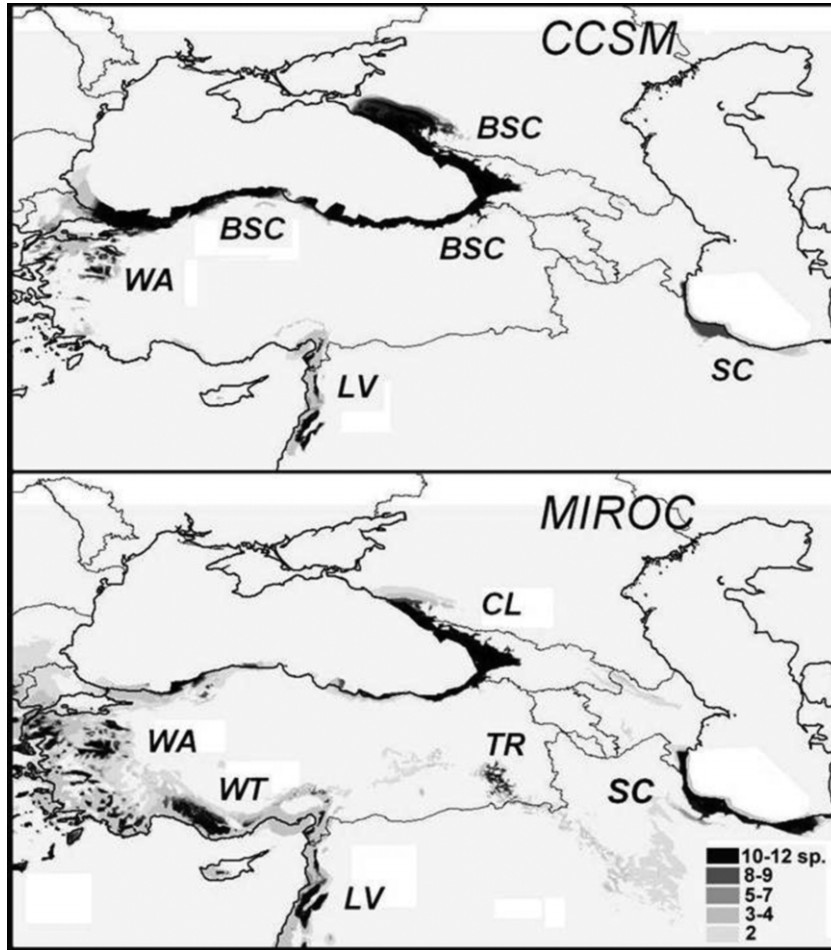 CCSM
BSC
BSC
BSC
WA
SC
LV
MIROC
CL
WA
TR
WT
SC
LV
10-12 sp.
8-9
5-7
3-4
2